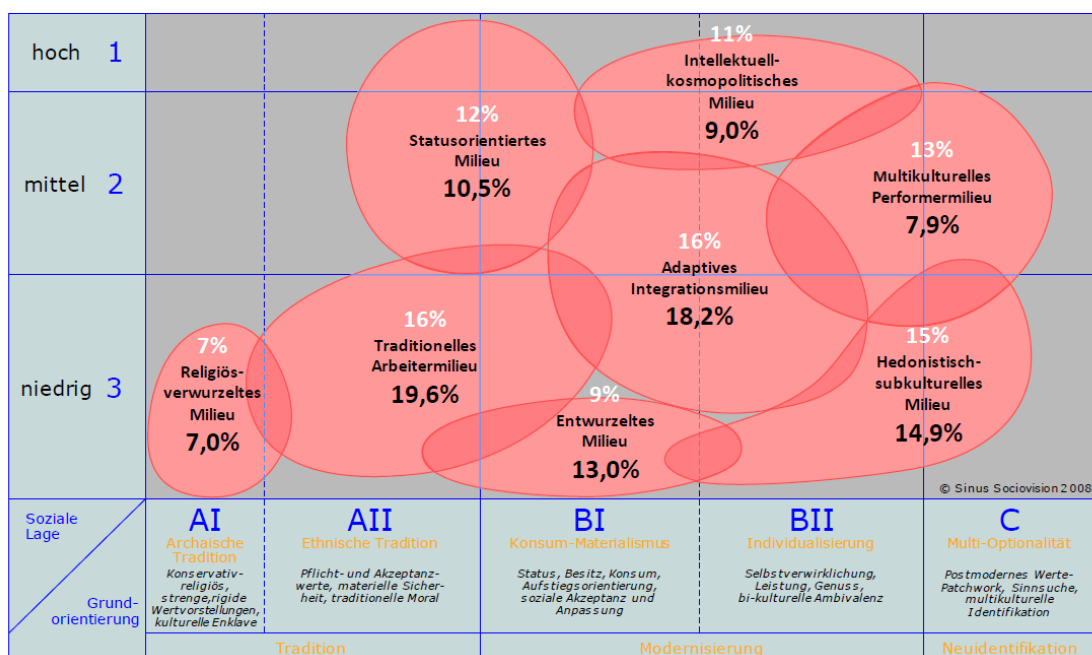 hoch 1
mittel 2
niedrig 3
11%
Intellektuell-
kosmopolitisches
Milieu
9,0%
12%
Statusorientiertes
Milieu
10,5%
13%
Multikulturelles
Performermilieu
7,9%
16%
Adaptives
Integrationsmilieu
18,2%
7%
Religiös-
verwurzeltes
Milieu
7,0%
16%
Traditionelles
Arbeitermilieu
19,6%
9%
Entwurzeltes
Milieu
13,0%
15%
Hedonistisch-
subkulturelles
Milieu
14,9%
© Sinus Sociovision 2008
Soziale
Lage
Grund-
orientierung
AI
Archaische
Tradition
Konservativ-
religiös,
strenge,rigide
Wertvorstellungen,
kulturelle Enklave
AII
Ethnische Tradition
Pflicht- und Akzeptanz-
werte, materielle Sicher-
heit, traditionelle Moral
BI
Konsum-Materialismus
Status, Besitz, Konsum,
Aufstiegsorientierung,
soziale Akzeptanz und
Anpassung
BII
Individualisierung
Selbstverwirklichung,
Leistung, Genuss,
bi-kulturelle Ambivalenz
C
Multi-Optionalität
Postmodernes Werte-
Patchwork, Sinnsuche,
multikulturelle
Identifikation
Tradition
Modernisierung
Neuidentifikation